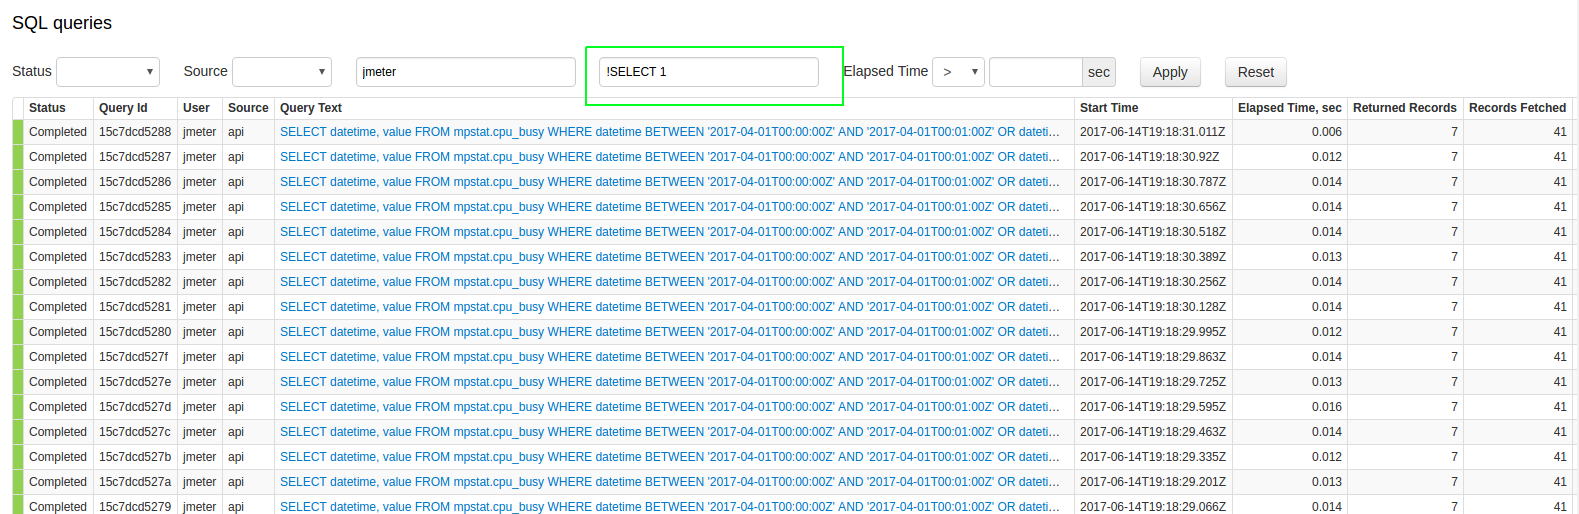 SQL queries
Status Source jmeter !SELECT 1 Elapsed Time > sec Apply Reset
Status Query Id User Source Query Text Start Time Elapsed Time, sec Returned Records Records Fetched
Completed 15c7dcd5288 jmeter api SELECT datetime, value FROM mpstat.cpu_busy WHERE datetime BETWEEN '2017-04-01T00:00:00Z' AND '2017-04-01T00:01:00Z' OR dateti... 2017-06-14T19:18:31.011Z 0.006 7 41
Completed 15c7dcd5287 jmeter api SELECT datetime, value FROM mpstat.cpu_busy WHERE datetime BETWEEN '2017-04-01T00:00:00Z' AND '2017-04-01T00:01:00Z' OR dateti... 2017-06-14T19:18:30.92Z 0.012 7 41
Completed 15c7dcd5286 jmeter api SELECT datetime, value FROM mpstat.cpu_busy WHERE datetime BETWEEN '2017-04-01T00:00:00Z' AND '2017-04-01T00:01:00Z' OR dateti... 2017-06-14T19:18:30.787Z 0.014 7 41
Completed 15c7dcd5285 jmeter api SELECT datetime, value FROM mpstat.cpu_busy WHERE datetime BETWEEN '2017-04-01T00:00:00Z' AND '2017-04-01T00:01:00Z' OR dateti... 2017-06-14T19:18:30.656Z 0.014 7 41
Completed 15c7dcd5284 jmeter api SELECT datetime, value FROM mpstat.cpu_busy WHERE datetime BETWEEN '2017-04-01T00:00:00Z' AND '2017-04-01T00:01:00Z' OR dateti... 2017-06-14T19:18:30.518Z 0.014 7 41
Completed 15c7dcd5283 jmeter api SELECT datetime, value FROM mpstat.cpu_busy WHERE datetime BETWEEN '2017-04-01T00:00:00Z' AND '2017-04-01T00:01:00Z' OR dateti... 2017-06-14T19:18:30.389Z 0.013 7 41
Completed 15c7dcd5282 jmeter api SELECT datetime, value FROM mpstat.cpu_busy WHERE datetime BETWEEN '2017-04-01T00:00:00Z' AND '2017-04-01T00:01:00Z' OR dateti... 2017-06-14T19:18:30.256Z 0.014 7 41
Completed 15c7dcd5281 jmeter api SELECT datetime, value FROM mpstat.cpu_busy WHERE datetime BETWEEN '2017-04-01T00:00:00Z' AND '2017-04-01T00:01:00Z' OR dateti... 2017-06-14T19:18:30.128Z 0.014 7 41
Completed 15c7dcd5280 jmeter api SELECT datetime, value FROM mpstat.cpu_busy WHERE datetime BETWEEN '2017-04-01T00:00:00Z' AND '2017-04-01T00:01:00Z' OR dateti... 2017-06-14T19:18:29.995Z 0.012 7 41
Completed 15c7dcd527f jmeter api SELECT datetime, value FROM mpstat.cpu_busy WHERE datetime BETWEEN '2017-04-01T00:00:00Z' AND '2017-04-01T00:01:00Z' OR dateti... 2017-06-14T19:18:29.863Z 0.014 7 41
Completed 15c7dcd527e jmeter api SELECT datetime, value FROM mpstat.cpu_busy WHERE datetime BETWEEN '2017-04-01T00:00:00Z' AND '2017-04-01T00:01:00Z' OR dateti... 2017-06-14T19:18:29.725Z 0.013 7 41
Completed 15c7dcd527d jmeter api SELECT datetime, value FROM mpstat.cpu_busy WHERE datetime BETWEEN '2017-04-01T00:00:00Z' AND '2017-04-01T00:01:00Z' OR dateti... 2017-06-14T19:18:29.595Z 0.016 7 41
Completed 15c7dcd527c jmeter api SELECT datetime, value FROM mpstat.cpu_busy WHERE datetime BETWEEN '2017-04-01T00:00:00Z' AND '2017-04-01T00:01:00Z' OR dateti... 2017-06-14T19:18:29.463Z 0.014 7 41
Completed 15c7dcd527b jmeter api SELECT datetime, value FROM mpstat.cpu_busy WHERE datetime BETWEEN '2017-04-01T00:00:00Z' AND '2017-04-01T00:01:00Z' OR dateti... 2017-06-14T19:18:29.335Z 0.012 7 41
Completed 15c7dcd527a jmeter api SELECT datetime, value FROM mpstat.cpu_busy WHERE datetime BETWEEN '2017-04-01T00:00:00Z' AND '2017-04-01T00:01:00Z' OR dateti... 2017-06-14T19:18:29.201Z 0.013 7 41
Completed 15c7dcd5279 jmeter api SELECT datetime, value FROM mpstat.cpu_busy WHERE datetime BETWEEN '2017-04-01T00:00:00Z' AND '2017-04-01T00:01:00Z' OR dateti... 2017-06-14T19:18:29.066Z 0.014 7 41